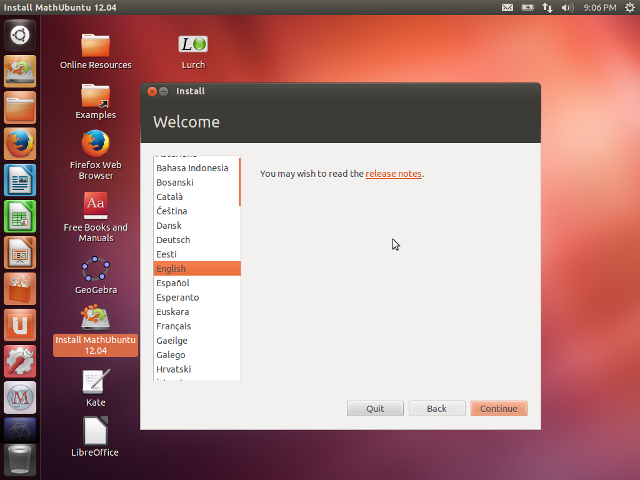 Install MathUbuntu 12.04
9:06 PM
Online Resources
Lurch
Examples
Firefox Web
Browser
Aa
Free Books and
Manuals
GeoGebra
Install MathUbuntu
12.04
Kate
LibreOffice
Install
Welcome
Bahasa Indonesia
Bosanski
Català
Čeština
Dansk
Deutsch
Eesti
English
Español
Esperanto
Euskara
Français
Gaeilge
Galego
Hrvatski
You may wish to read the release notes.
Quit
Back
Continue